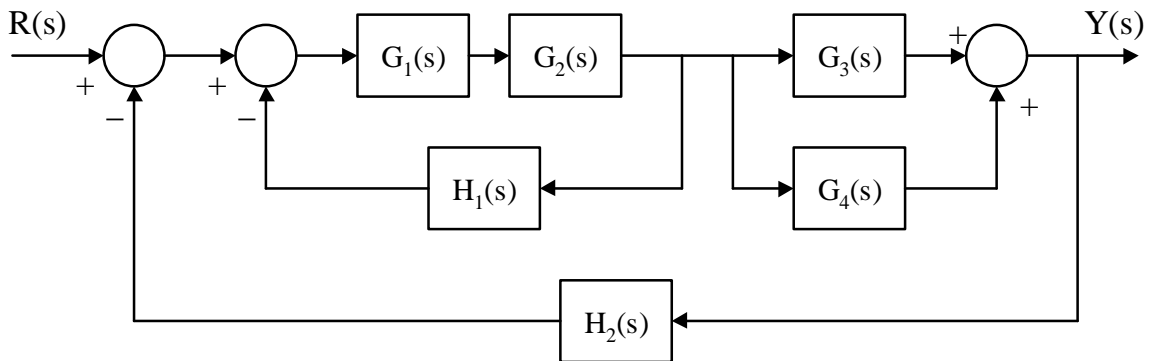 R(s)
Y(s)
+
−
+
−
G₁(s)
G₂(s)
G₃(s)
+
+
H₁(s)
G₄(s)
H₂(s)